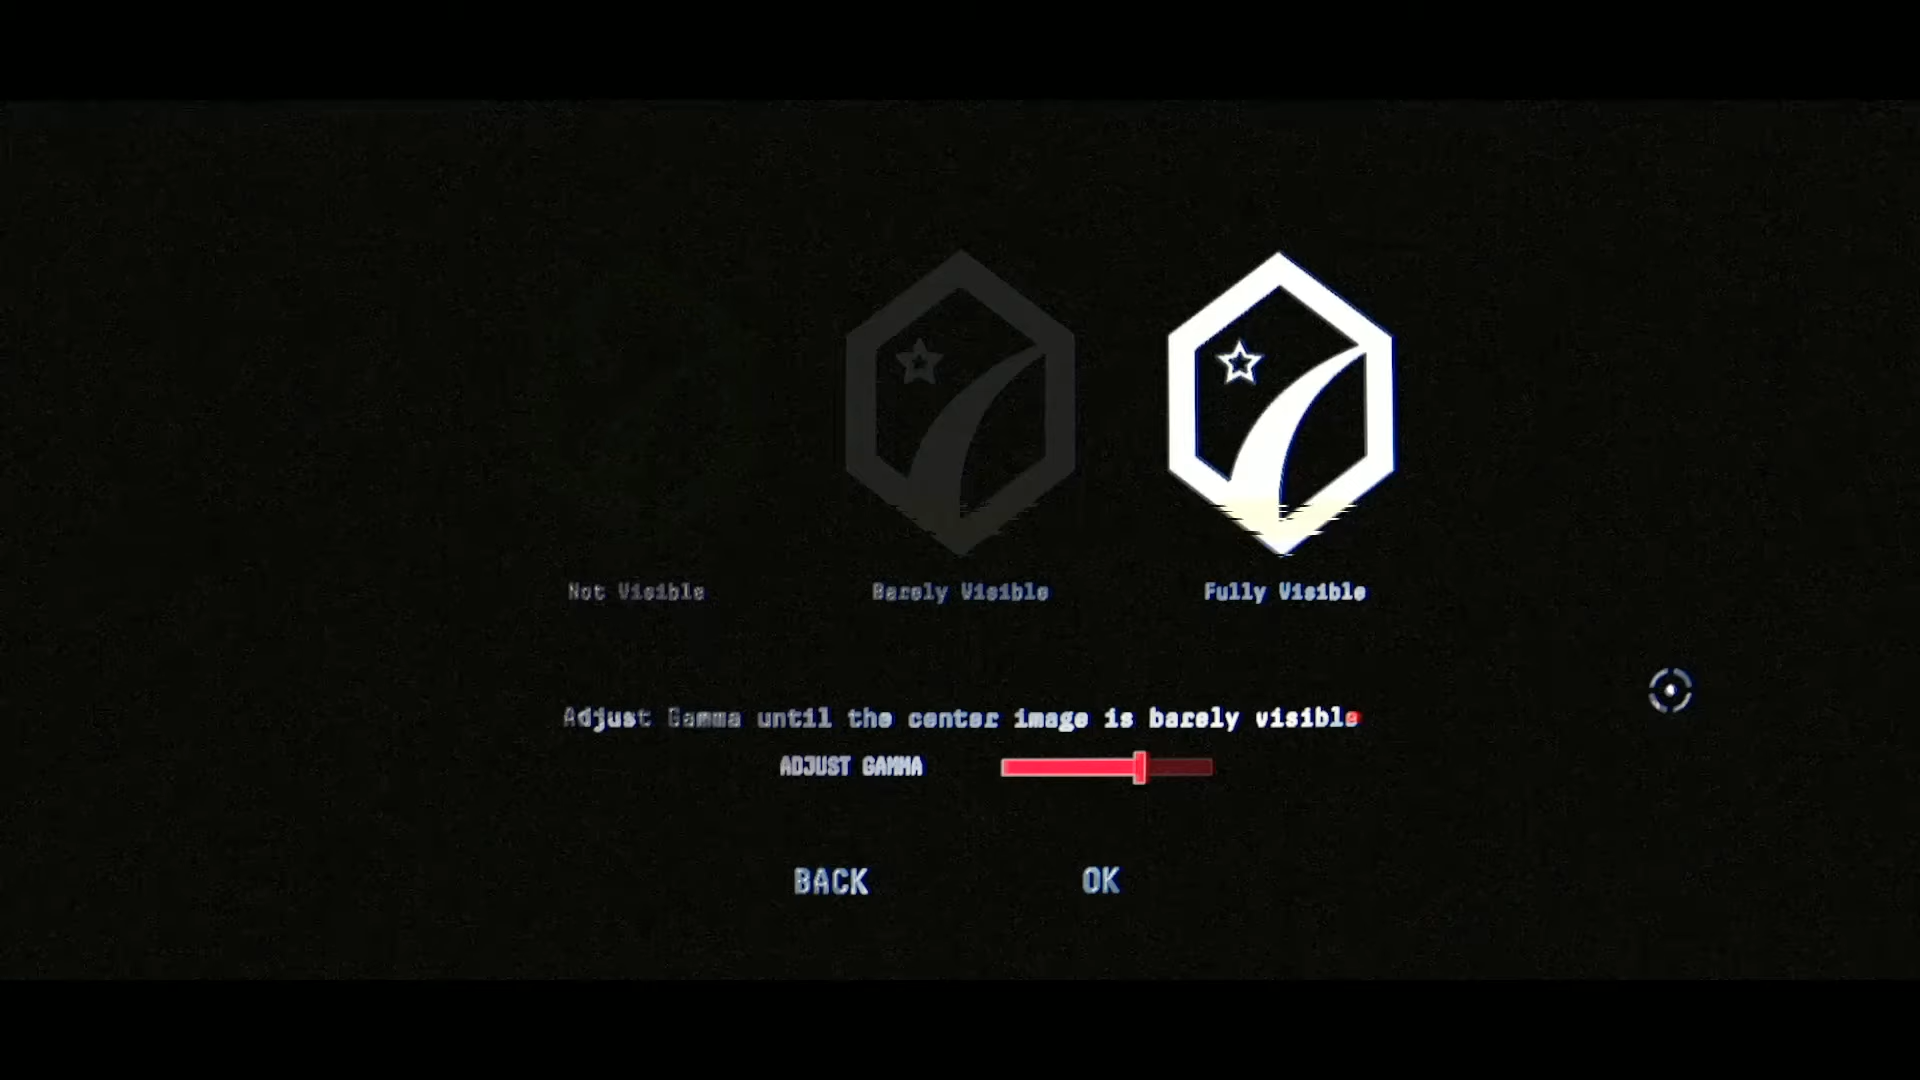 Not Visible
Barely Visible
Fully Visible
Adjust Gamma until the center image is barely visible
ADJUST GAMMA
BACK
OK